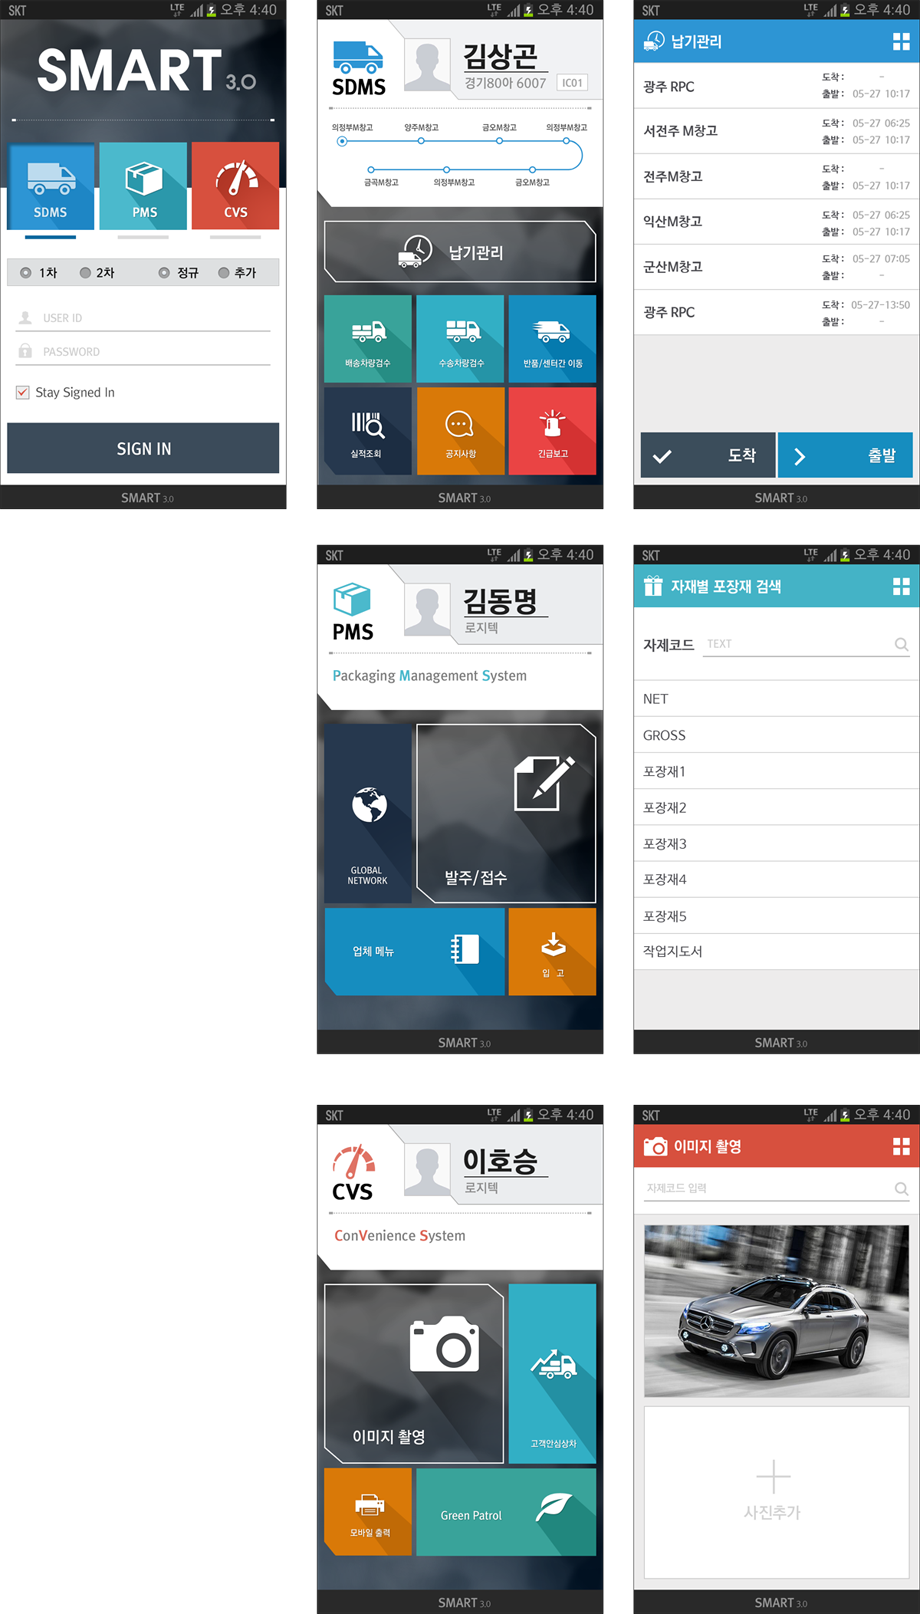 SKT LTE 오후 4:40
SMART 3.0
SDMS PMS CVS
1차 2차 정규 추가
USER ID
PASSWORD
Stay Signed In
SIGN IN
SMART 3.0
SKT LTE 오후 4:40
SDMS
김상곤
경기80아 6007 IC01
의정부M창고 양주M창고 금오M창고 의정부M창고
금곡M창고 의정부M창고 금오M창고
납기관리
배송차량검수 수송차량검수 반품/센터간 이동
실적조회 공지사항 긴급보고
SMART 3.0
SKT LTE 오후 4:40
납기관리
광주 RPC 도착 : -
출발 : 05-27 10:17
서전주 M창고 도착 : 05-27 06:25
출발 : 05-27 10:17
전주M창고 도착 : -
출발 : 05-27 10:17
익산M창고 도착 : 05-27 06:25
출발 : 05-27 10:17
군산M창고 도착 : 05-27 07:05
출발 : -
광주 RPC 도착 : 05-27-13:50
출발 : -
도착 출발
SMART 3.0
SKT LTE 오후 4:40
PMS
김동명
로지텍
Packaging Management System
GLOBAL
NETWORK
발주/접수
업체 메뉴
입 고
SMART 3.0
SKT LTE 오후 4:40
자재별 포장재 검색
자제코드 TEXT
NET
GROSS
포장재1
포장재2
포장재3
포장재4
포장재5
작업지도서
SMART 3.0
SKT LTE 오후 4:40
CVS
이호승
로지텍
ConVenience System
이미지 촬영
고객안심상차
모바일 출력
Green Patrol
SMART 3.0
SKT LTE 오후 4:40
이미지 촬영
자제코드 입력
사진추가
SMART 3.0